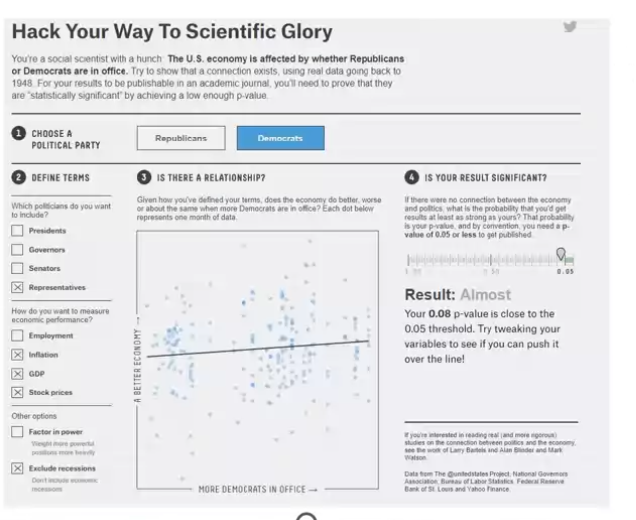 Hack Your Way To Scientific Glory
You're a social scientist with a hunch: The U.S. economy is affected by whether Republicans
or Democrats are in office. Try to show that a connection exists, using real data going back to
1948. For your results to be publishable in an academic journal, you'll need to prove that they
are "statistically significant" by achieving a low enough p-value.
1 CHOOSE A
POLITICAL PARTY
Republicans
Democrats
2 DEFINE TERMS
Which politicians do you want
to include?
Presidents
Governors
Senators
Representatives
How do you want to measure
economic performance?
Employment
Inflation
GDP
Stock prices
Other options
Factor in power
Weight more powerful
positions more heavily
Exclude recessions
Don't include economic
recessions
3 IS THERE A RELATIONSHIP?
Given how you've defined your terms, does the economy do better, worse
or about the same when more Democrats are in office? Each dot below
represents one month of data.
A BETTER ECONOMY →
MORE DEMOCRATS IN OFFICE →
4 IS YOUR RESULT SIGNIFICANT?
If there were no connection between the economy
and politics, what is the probability that you'd get
results at least as strong as yours? That probability
is your p-value, and by convention, you need a p-
value of 0.05 or less to get published.
0.05
Result: Almost
Your 0.08 p-value is close to the
0.05 threshold. Try tweaking your
variables to see if you can push it
over the line!
If you're interested in reading real (and more rigorous)
studies on the connection between politics and the economy,
see the work of Larry Bartels and Alan Blinder and Mark
Watson.
Data from The @unitedstates Project, National Governors
Association, Bureau of Labor Statistics, Federal Reserve
Bank of St. Louis and Yahoo Finance.